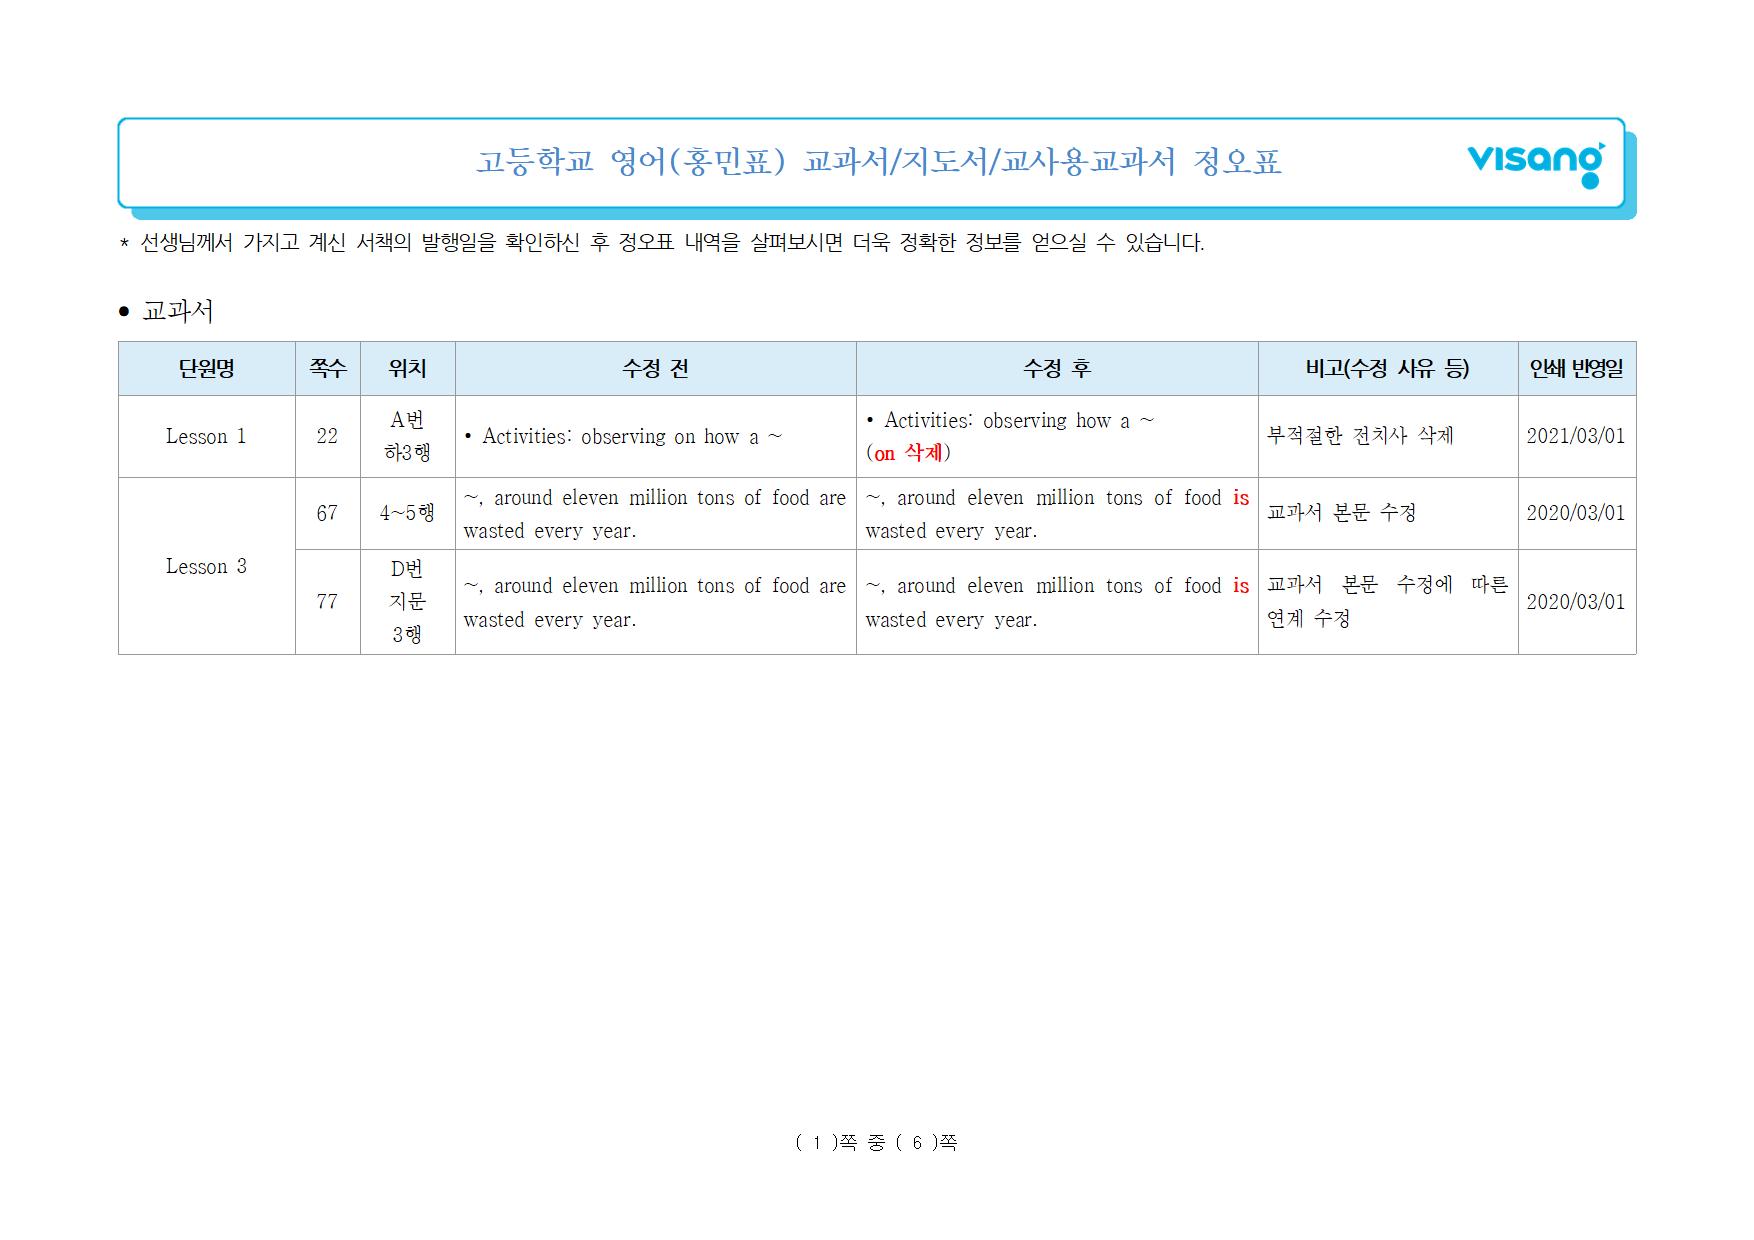 고등학교 영어(홍민표) 교과서/지도서/교사용교과서 정오표
visang
* 선생님께서 가지고 계신 서책의 발행일을 확인하신 후 정오표 내역을 살펴보시면 더욱 정확한 정보를 얻으실 수 있습니다.
• 교과서
단원명 쪽수 위치 수정 전 수정 후 비고(수정 사유 등) 인쇄 반영일
Lesson 1
22
A번
하3행
• Activities: observing on how a ~
• Activities: observing how a ~
(on 삭제)
부적절한 전치사 삭제
2021/03/01
Lesson 3
67
4~5행
~, around eleven million tons of food are
wasted every year.
~, around eleven million tons of food is
wasted every year.
교과서 본문 수정
2020/03/01
77
D번
지문
3행
~, around eleven million tons of food are
wasted every year.
~, around eleven million tons of food is
wasted every year.
교과서 본문 수정에 따른
연계 수정
2020/03/01
( 1 )쪽 중 ( 6 )쪽